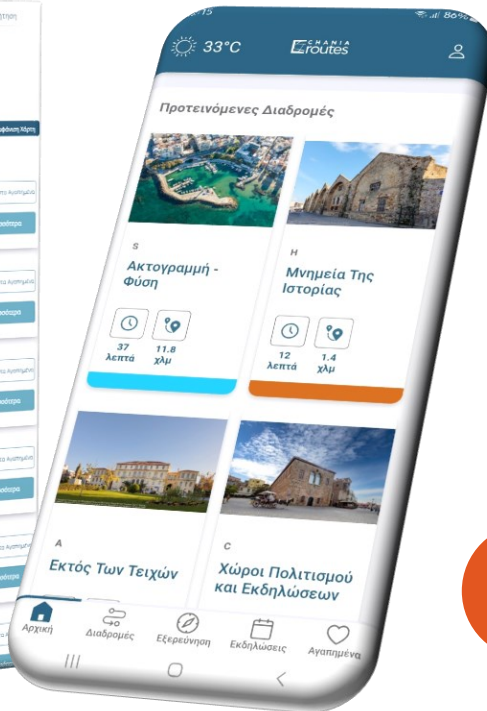 33°C
CHANIA
Ezroutes
Προτεινόμενες Διαδρομές
S
Ακτογραμμή -
Φύση
37
λεπτά
11.8
χλμ
H
Μνημεία Της
Ιστορίας
12
λεπτά
1.4
χλμ
A
Εκτός Των Τειχών
C
Χώροι Πολιτισμού
και Εκδηλώσεων
Αρχική
Διαδρομές
Εξερεύνηση
Εκδηλώσεις
Αγαπημένα